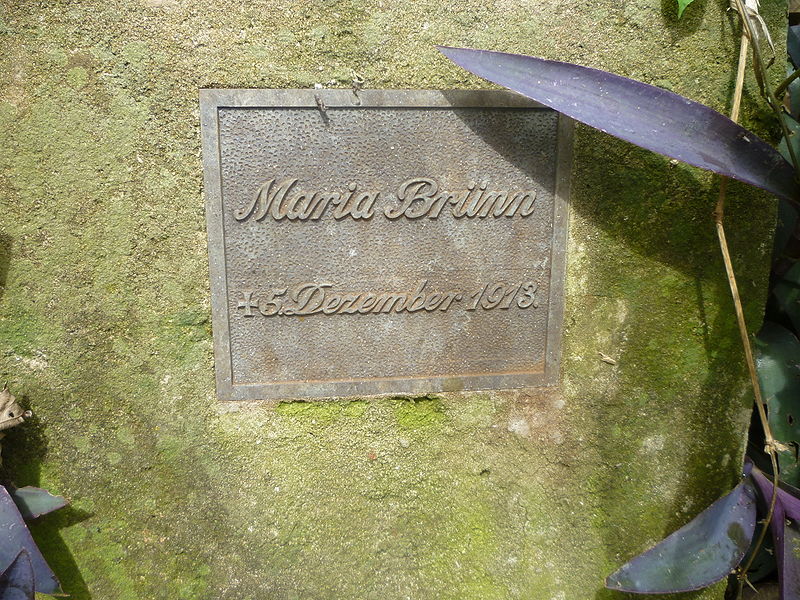 Maria Brünn
+ 5. Dezember 1913.